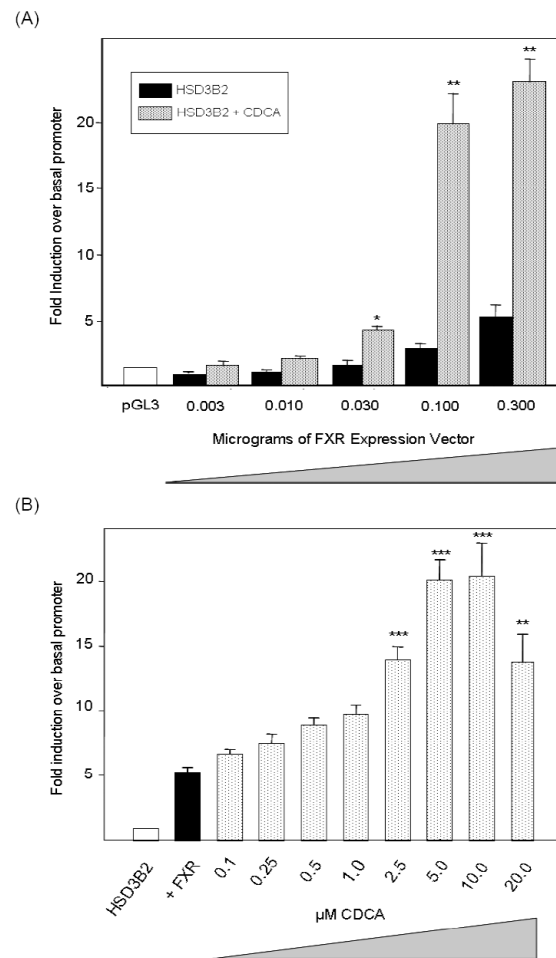 (A)
Fold Induction over basal promoter
20
15
10
5
HSD3B2
HSD3B2 + CDCA
*
**
**
pGL3 0.003 0.010 0.030 0.100 0.300
Micrograms of FXR Expression Vector
(B)
Fold induction over basal promoter
20
15
10
5
***
***
***
**
HSD3B2 + FXR 0.1 0.25 0.5 1.0 2.5 5.0 10.0 20.0
µM CDCA